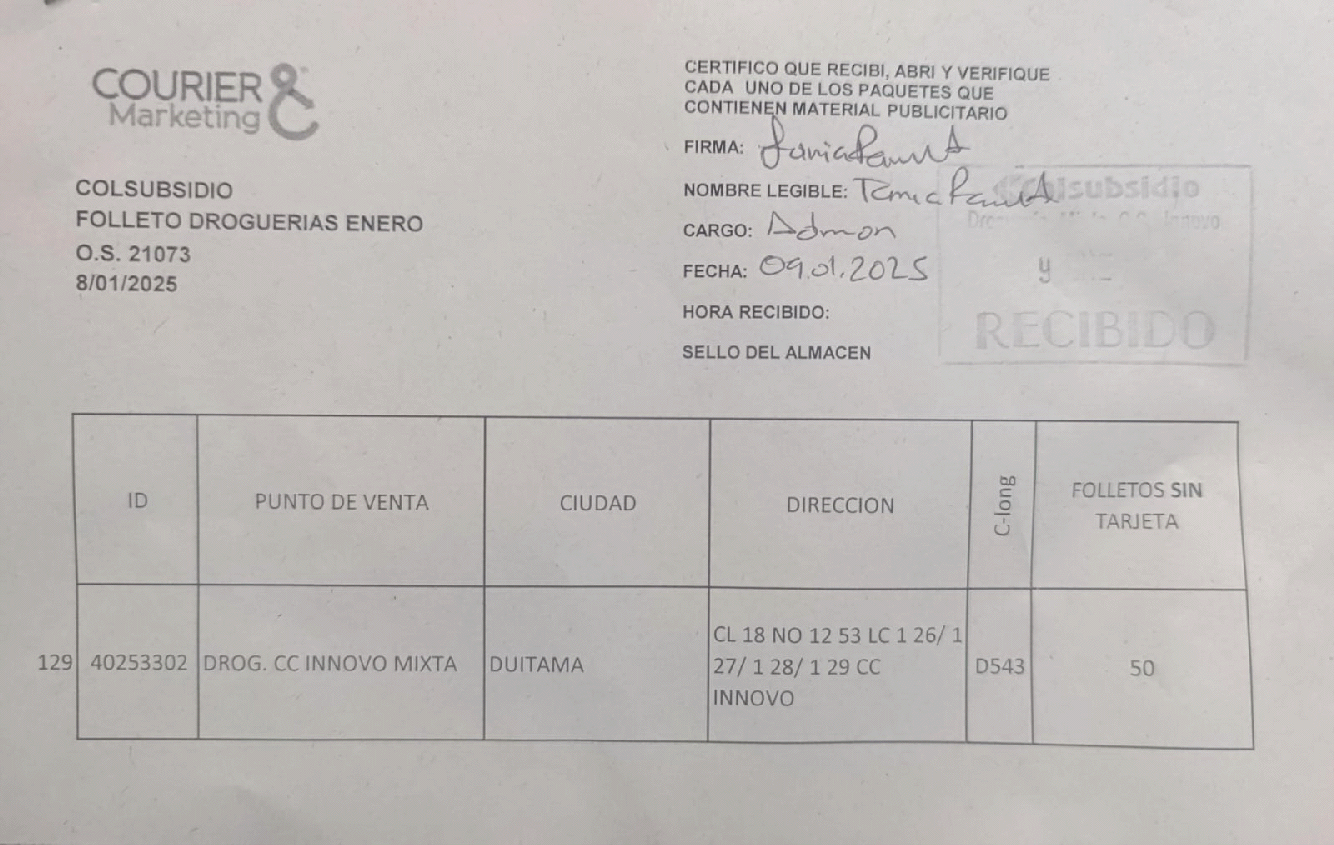 COURIER &
Marketing
COLSUBSIDIO
FOLLETO DROGUERIAS ENERO
O.S. 21073
8/01/2025
CERTIFICO QUE RECIBI, ABRI Y VERIFIQUE
CADA UNO DE LOS PAQUETES QUE
CONTIENEN MATERIAL PUBLICITARIO
FIRMA:
NOMBRE LEGIBLE: Tania
CARGO: Admon
FECHA: 09.01.2025
HORA RECIBIDO:
SELLO DEL ALMACEN
Colsubsidio
Innovo
y
RECIBIDO
ID PUNTO DE VENTA CIUDAD DIRECCION C-long FOLLETOS SIN TARJETA
129 40253302 DROG. CC INNOVO MIXTA DUITAMA CL 18 NO 12 53 LC 1 26/ 1
27/ 1 28/ 1 29 CC
INNOVO
D543 50